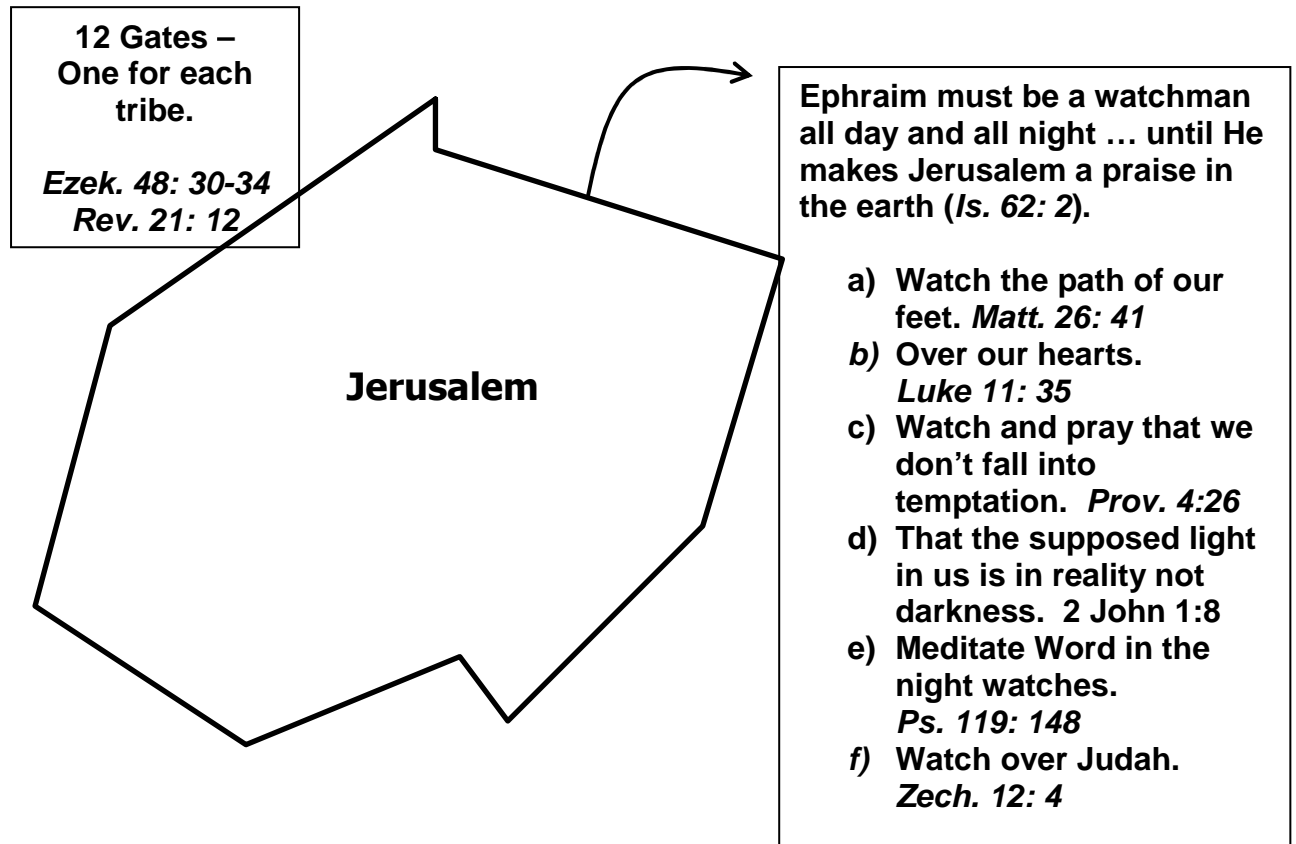 12 Gates –
One for each
tribe.
Ezek. 48: 30-34
Rev. 21: 12
Jerusalem
Ephraim must be a watchman
all day and all night … until He
makes Jerusalem a praise in
the earth (Is. 62: 2).
a) Watch the path of our
feet. Matt. 26: 41
b) Over our hearts.
Luke 11: 35
c) Watch and pray that we
don’t fall into
temptation. Prov. 4:26
d) That the supposed light
in us is in reality not
darkness. 2 John 1:8
e) Meditate Word in the
night watches.
Ps. 119: 148
f) Watch over Judah.
Zech. 12: 4